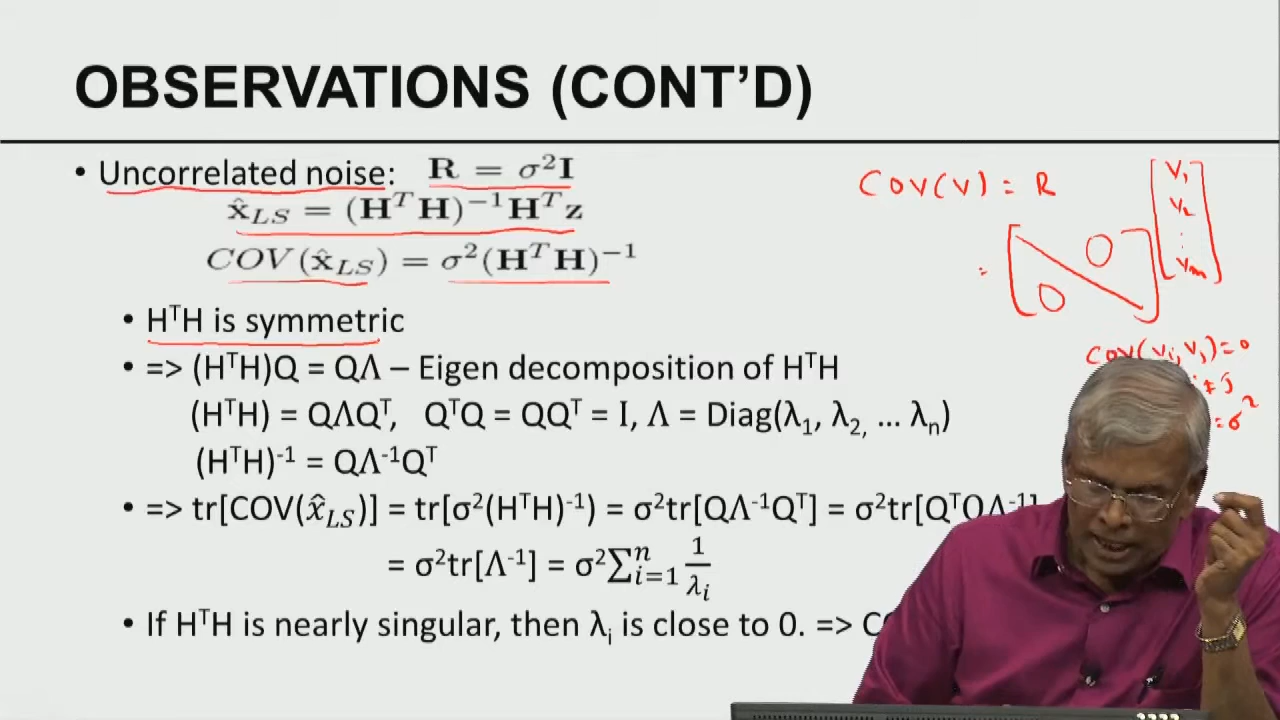 OBSERVATIONS (CONT’D)
• Uncorrelated noise: R = σ²I
x̂_LS = (HᵀH)⁻¹Hᵀz
COV(x̂_LS) = σ²(HᵀH)⁻¹
• HᵀH is symmetric
• => (HᵀH)Q = QΛ – Eigen decomposition of HᵀH
(HᵀH) = QΛQᵀ, QᵀQ = QQᵀ = I, Λ = Diag(λ₁, λ₂, … λₙ)
(HᵀH)⁻¹ = QΛ⁻¹Qᵀ
• => tr[COV(x̂_LS)] = tr[σ²(HᵀH)⁻¹) = σ²tr[QΛ⁻¹Qᵀ] = σ²tr[QᵀQΛ⁻¹]
= σ²tr[Λ⁻¹] = σ²∑ⁿᵢ₌₁ 1/λᵢ
• If HᵀH is nearly singular, then λᵢ is close to 0. =>
COV(V) = R
V₁
V₂
⋮
Vₘ
= [ 0
0 ]
COV(Vᵢ, Vⱼ) = 0
≠ j
= σ²